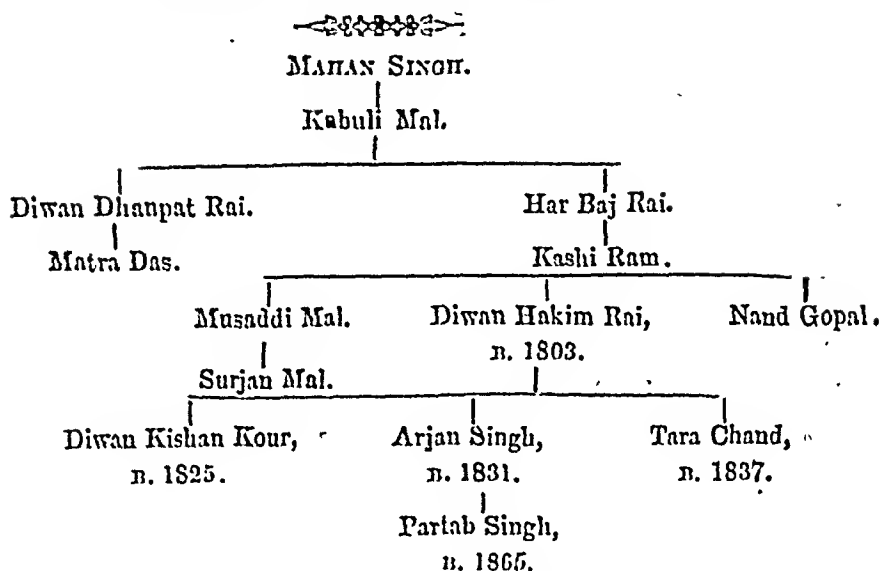 MAHAN SINGH.
Kabuli Mal.
Diwan Dhanpat Rai. Har Baj Rai.
Matra Das. Kashi Ram.
Musaddi Mal. Diwan Hakim Rai, Nand Gopal.
B. 1803.
Surjan Mal.
Diwan Kishan Kour, Arjan Singh, Tara Chand,
B. 1825. B. 1831. B. 1837.
Partab Singh,
B. 1865.